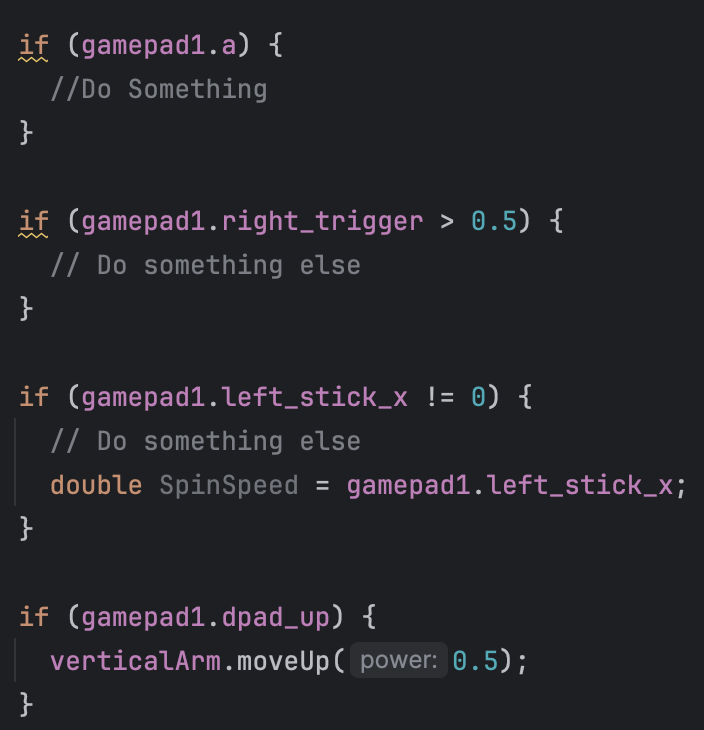 if (gamepad1.a) {
//Do Something
}
if (gamepad1.right_trigger > 0.5) {
// Do something else
}
if (gamepad1.left_stick_x != 0) {
// Do something else
double SpinSpeed = gamepad1.left_stick_x;
}
if (gamepad1.dpad_up) {
verticalArm.moveUp( power: 0.5);
}